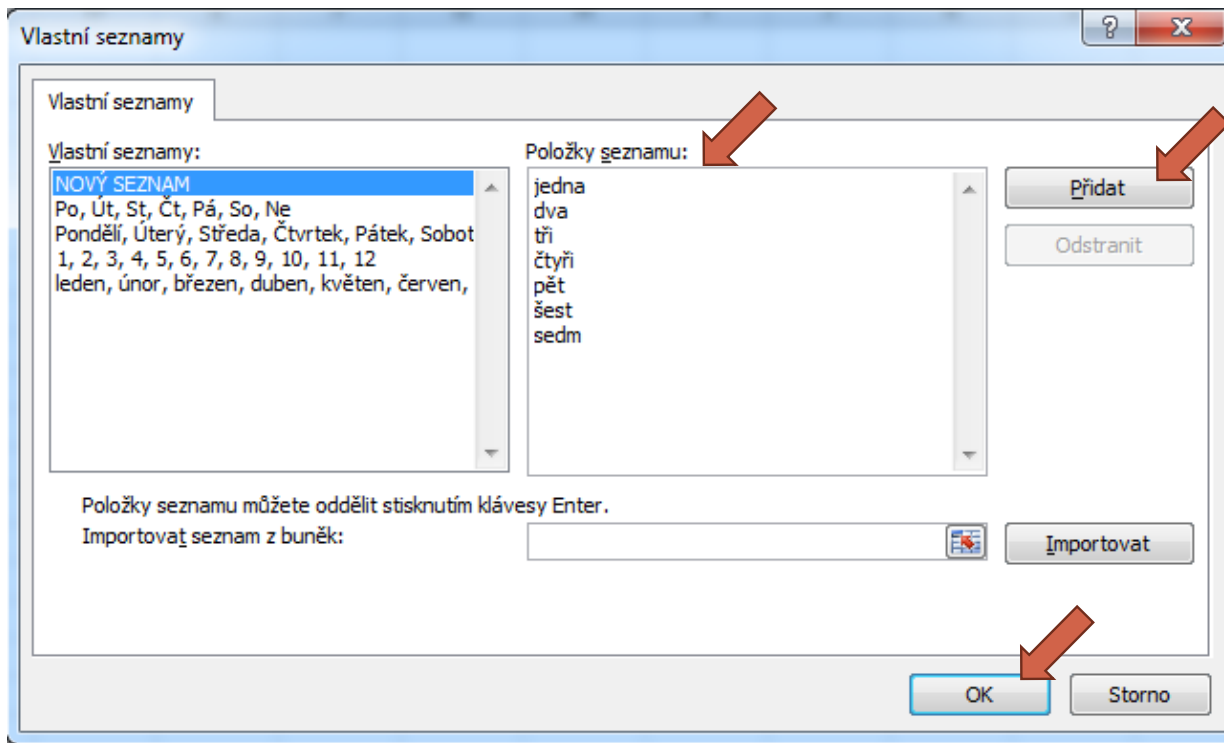 Vlastní seznamy
Vlastní seznamy
Vlastní seznamy:
NOVÝ SEZNAM
Po, Út, St, Čt, Pá, So, Ne
Pondělí, Úterý, Středa, Čtvrtek, Pátek, Sobot
1, 2, 3, 4, 5, 6, 7, 8, 9, 10, 11, 12
leden, únor, březen, duben, květen, červen,
Položky seznamu:
jedna
dva
tři
čtyři
pět
šest
sedm
Přidat
Odstranit
Položky seznamu můžete oddělit stisknutím klávesy Enter.
Importovat seznam z buněk:
Importovat
OK
Storno